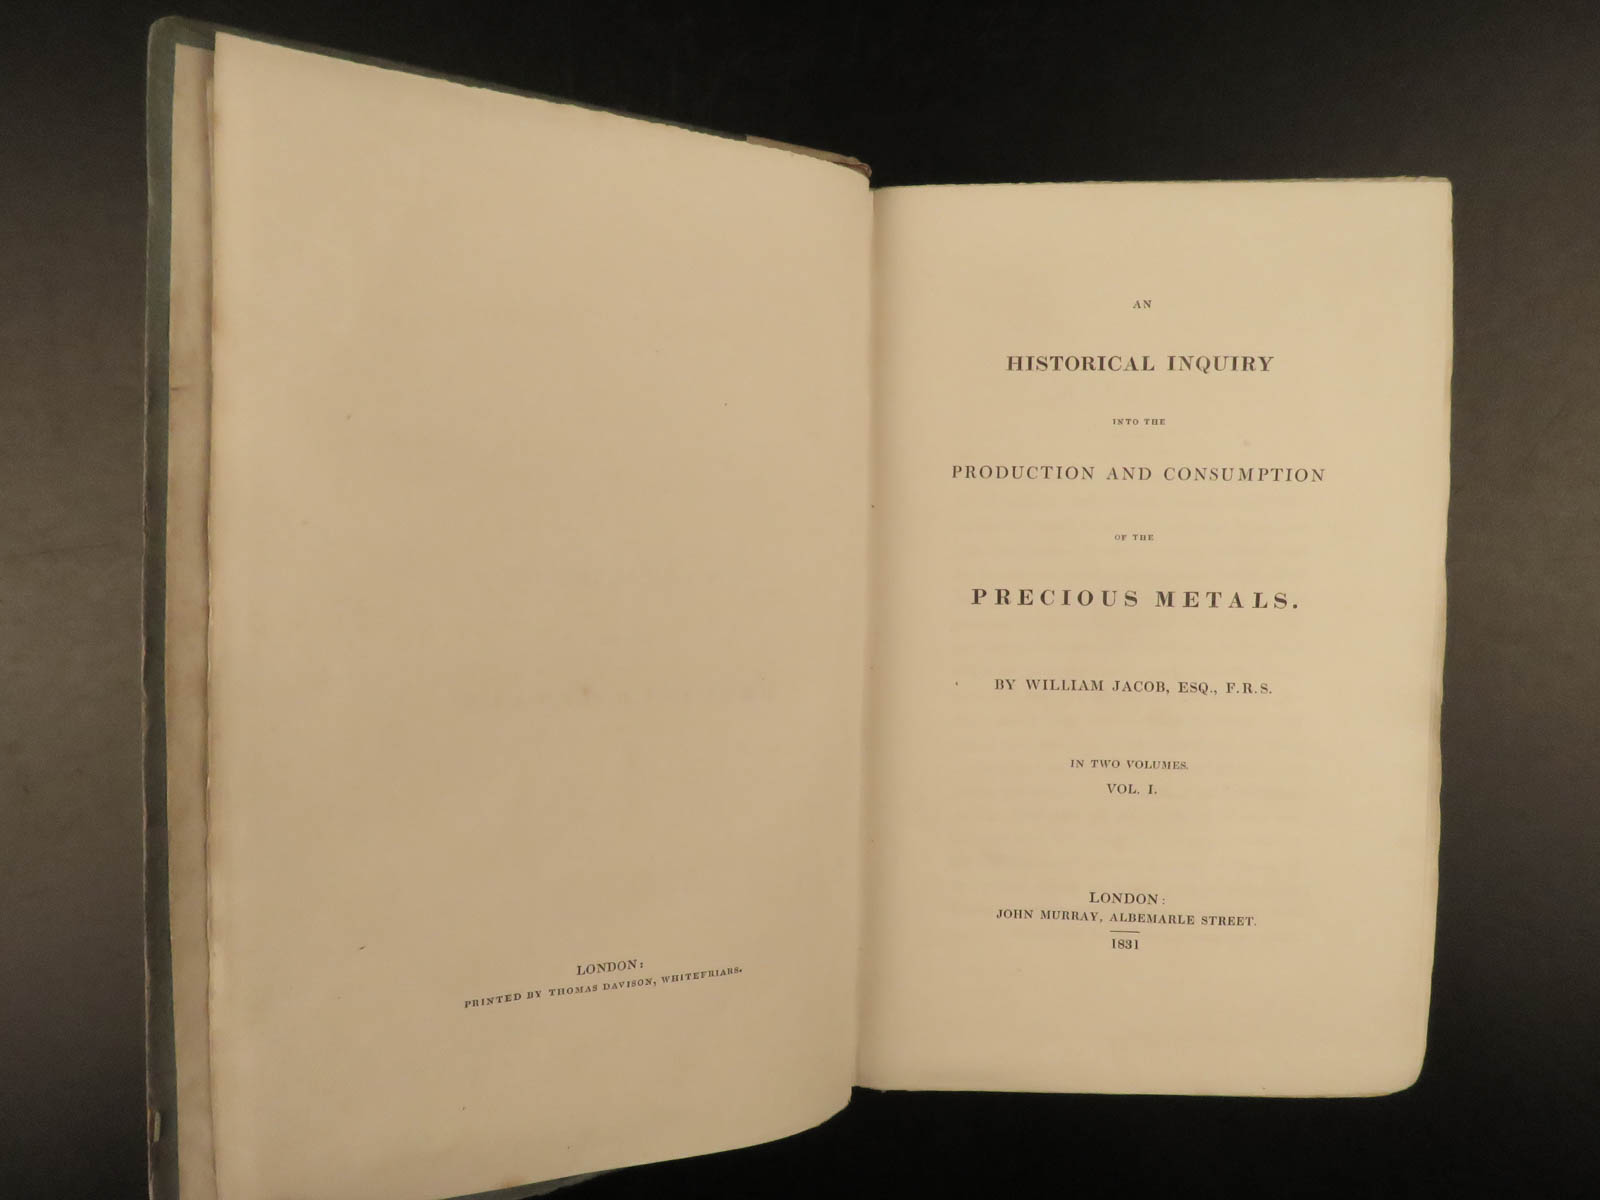 LONDON:
PRINTED BY THOMAS DAVISON, WHITEFRIARS.
AN
HISTORICAL INQUIRY
INTO THE
PRODUCTION AND CONSUMPTION
OF THE
PRECIOUS METALS.
BY WILLIAM JACOB, ESQ., F.R.S.
IN TWO VOLUMES.
VOL. I.
LONDON:
JOHN MURRAY, ALBEMARLE STREET.
1831